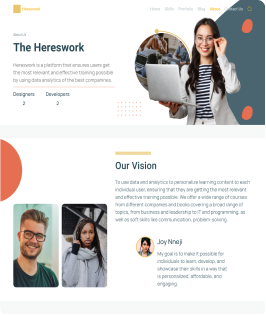 Hereswork
Home Skills Portfolio Blog About Contact Us
About Us
The Hereswork
Hereswork is a platform that ensures users get
the most relevant and effective training possible
by using data analytics of the best companies.
Designers Developers
2 2
Our Vision
To use data and analytics to personalise learning content to each
individual user, ensuring that they are getting the most relevant
and effective training possible. We offer a wide range of courses
from different companies and books covering a broad range of
topics, from business and leadership to IT and programming, as
well as soft skills like communication, problem-solving.
Joy Nneji
My goal is to make it possible for
individuals to learn, develop, and
showcase their skills in a way that
is personalized, affordable, and
engaging.